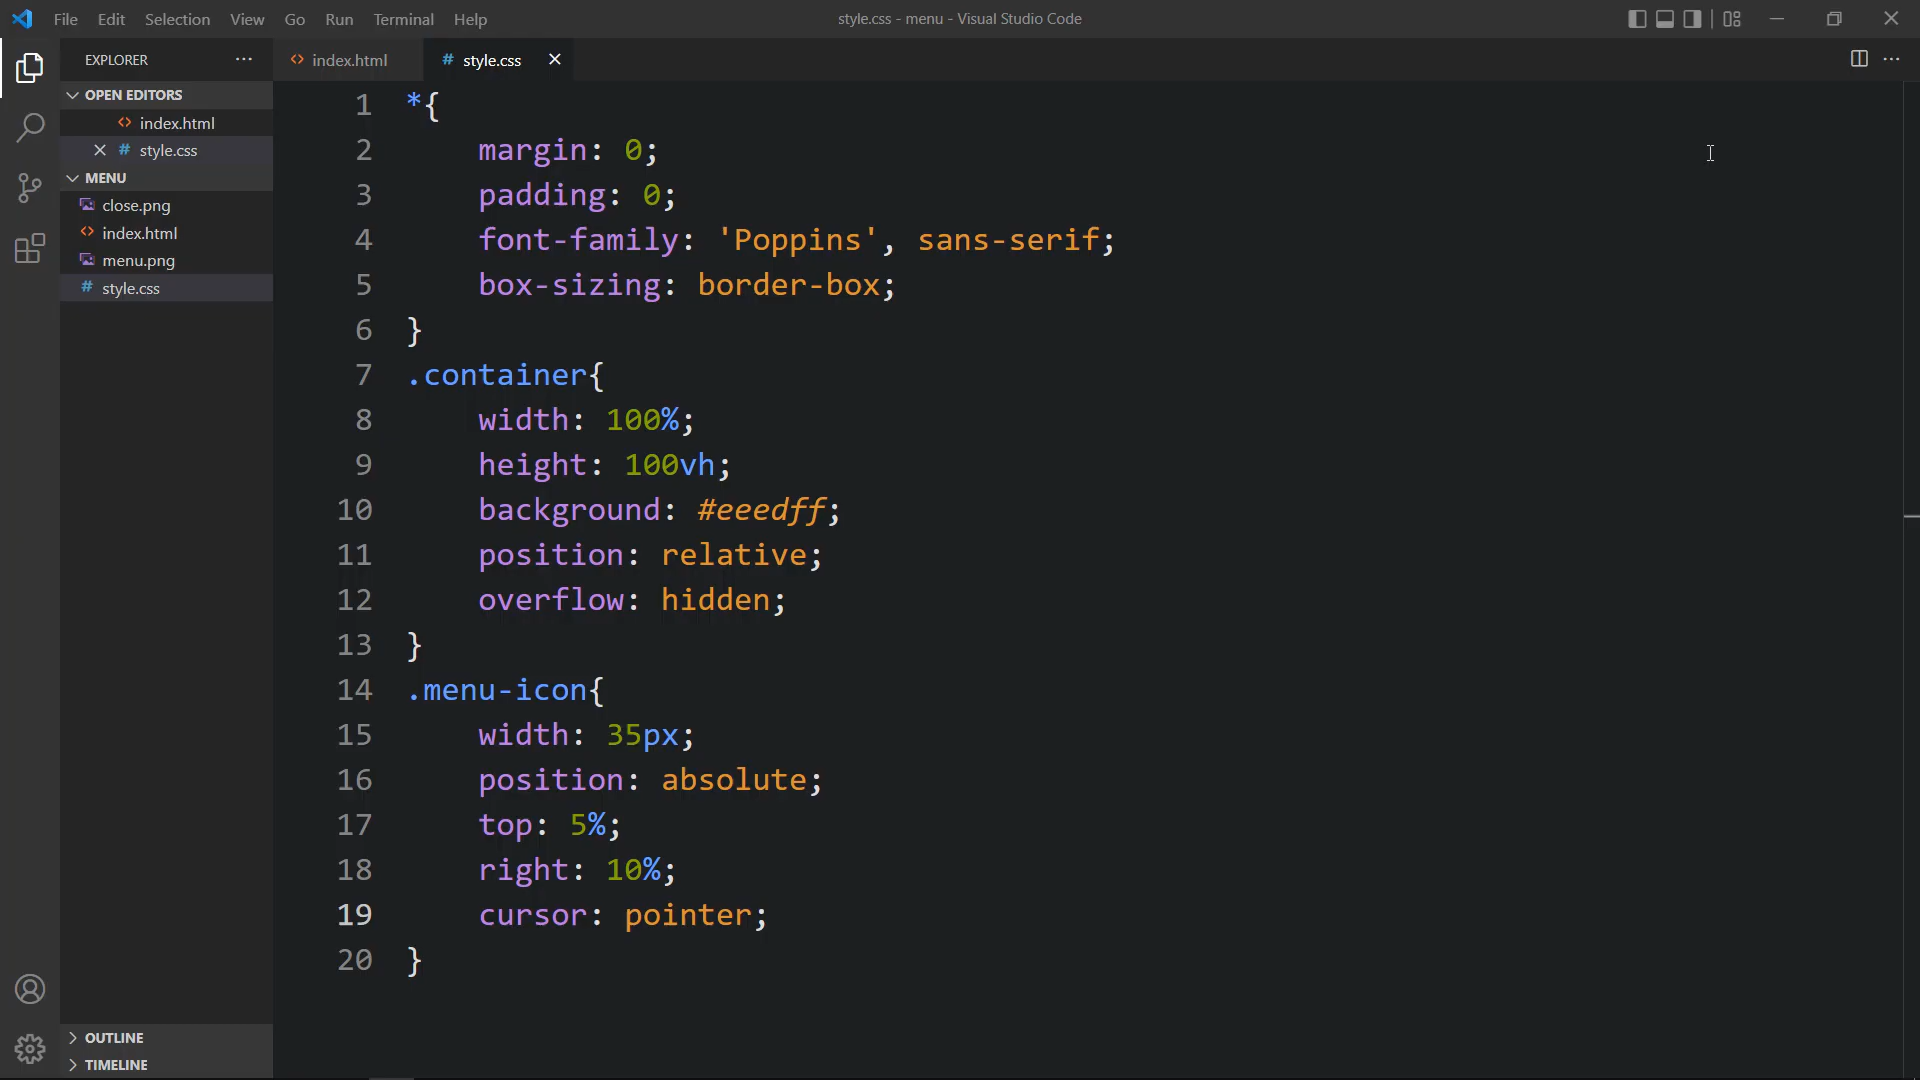 File Edit Selection View Go Run Terminal Help
style.css - menu - Visual Studio Code
EXPLORER
index.html
# style.css
OPEN EDITORS
index.html
# style.css
MENU
close.png
index.html
menu.png
# style.css
OUTLINE
TIMELINE
1 *{
2 margin: 0;
3 padding: 0;
4 font-family: 'Poppins', sans-serif;
5 box-sizing: border-box;
6 }
7 .container{
8 width: 100%;
9 height: 100vh;
10 background: #eeedff;
11 position: relative;
12 overflow: hidden;
13 }
14 .menu-icon{
15 width: 35px;
16 position: absolute;
17 top: 5%;
18 right: 10%;
19 cursor: pointer;
20 }